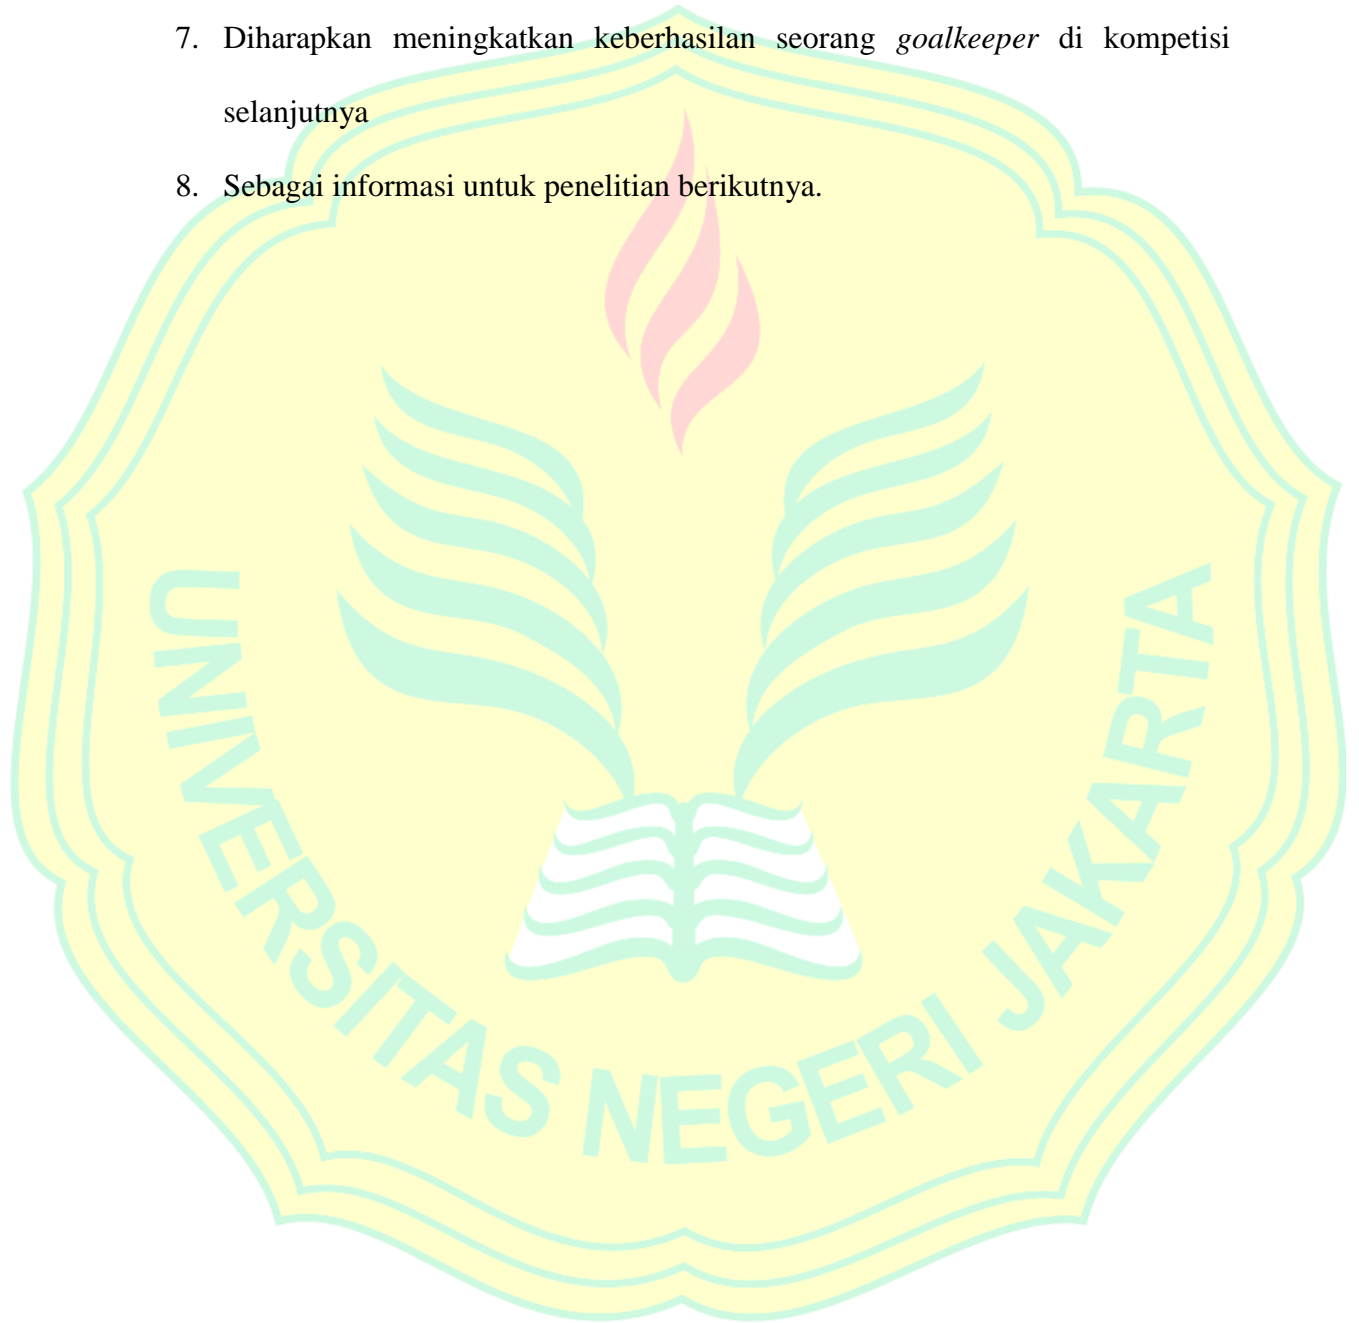 7. Diharapkan meningkatkan keberhasilan seorang goalkeeper di kompetisi
selanjutnya
8. Sebagai informasi untuk penelitian berikutnya.
UNIVERSITAS NEGERI JAKARTA